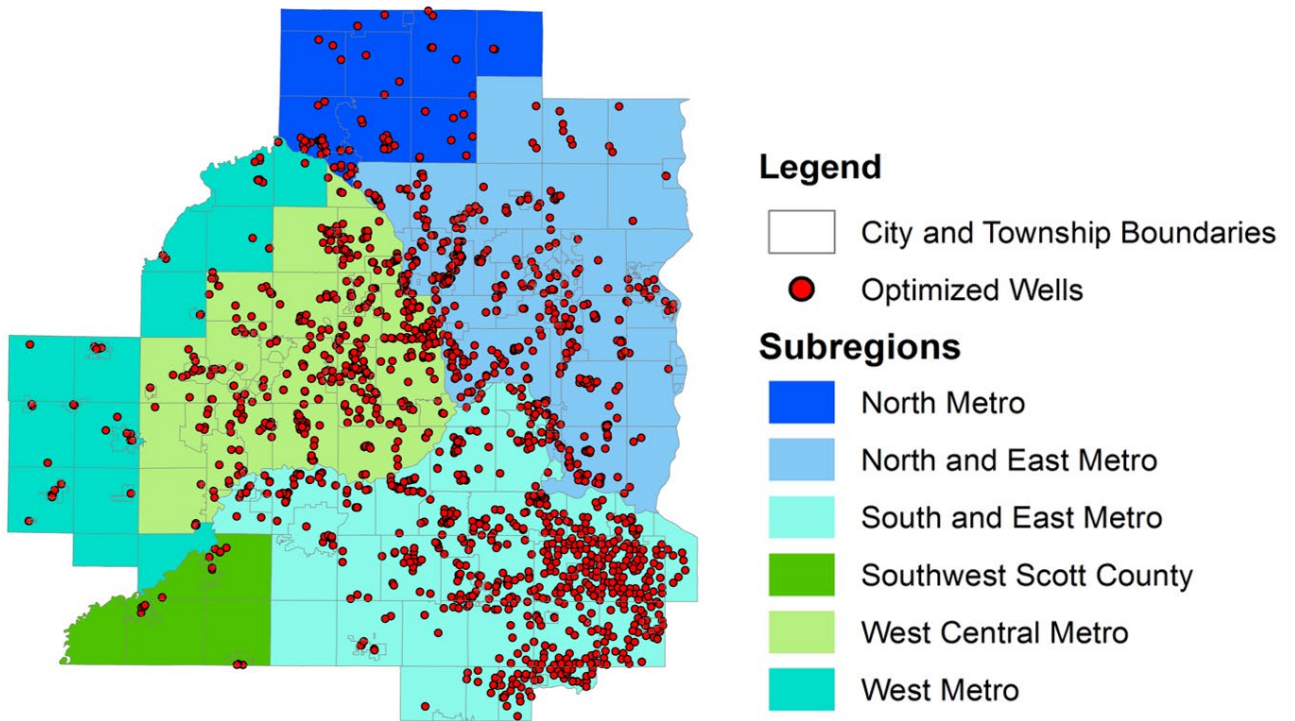 Legend
City and Township Boundaries
Optimized Wells
Subregions
North Metro
North and East Metro
South and East Metro
Southwest Scott County
West Central Metro
West Metro